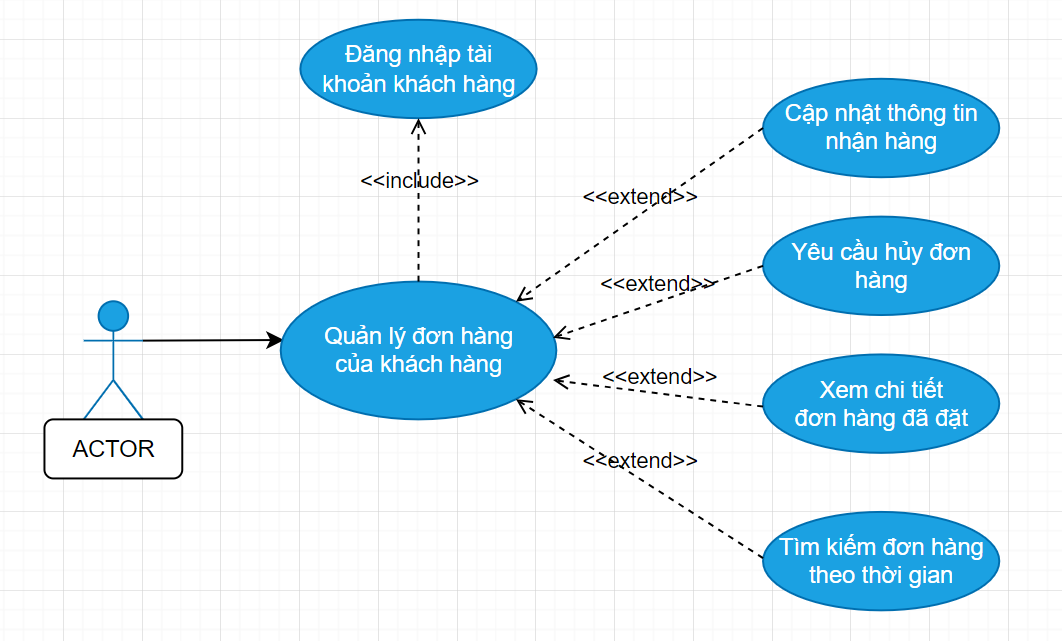 Đăng nhập tài
khoản khách hàng
<<include>>
Cập nhật thông tin
nhận hàng
<<extend>>
Yêu cầu hủy đơn
hàng
<<extend>>
Quản lý đơn hàng
của khách hàng
ACTOR
<<extend>>
Xem chi tiết
đơn hàng đã đặt
<<extend>>
Tìm kiếm đơn hàng
theo thời gian